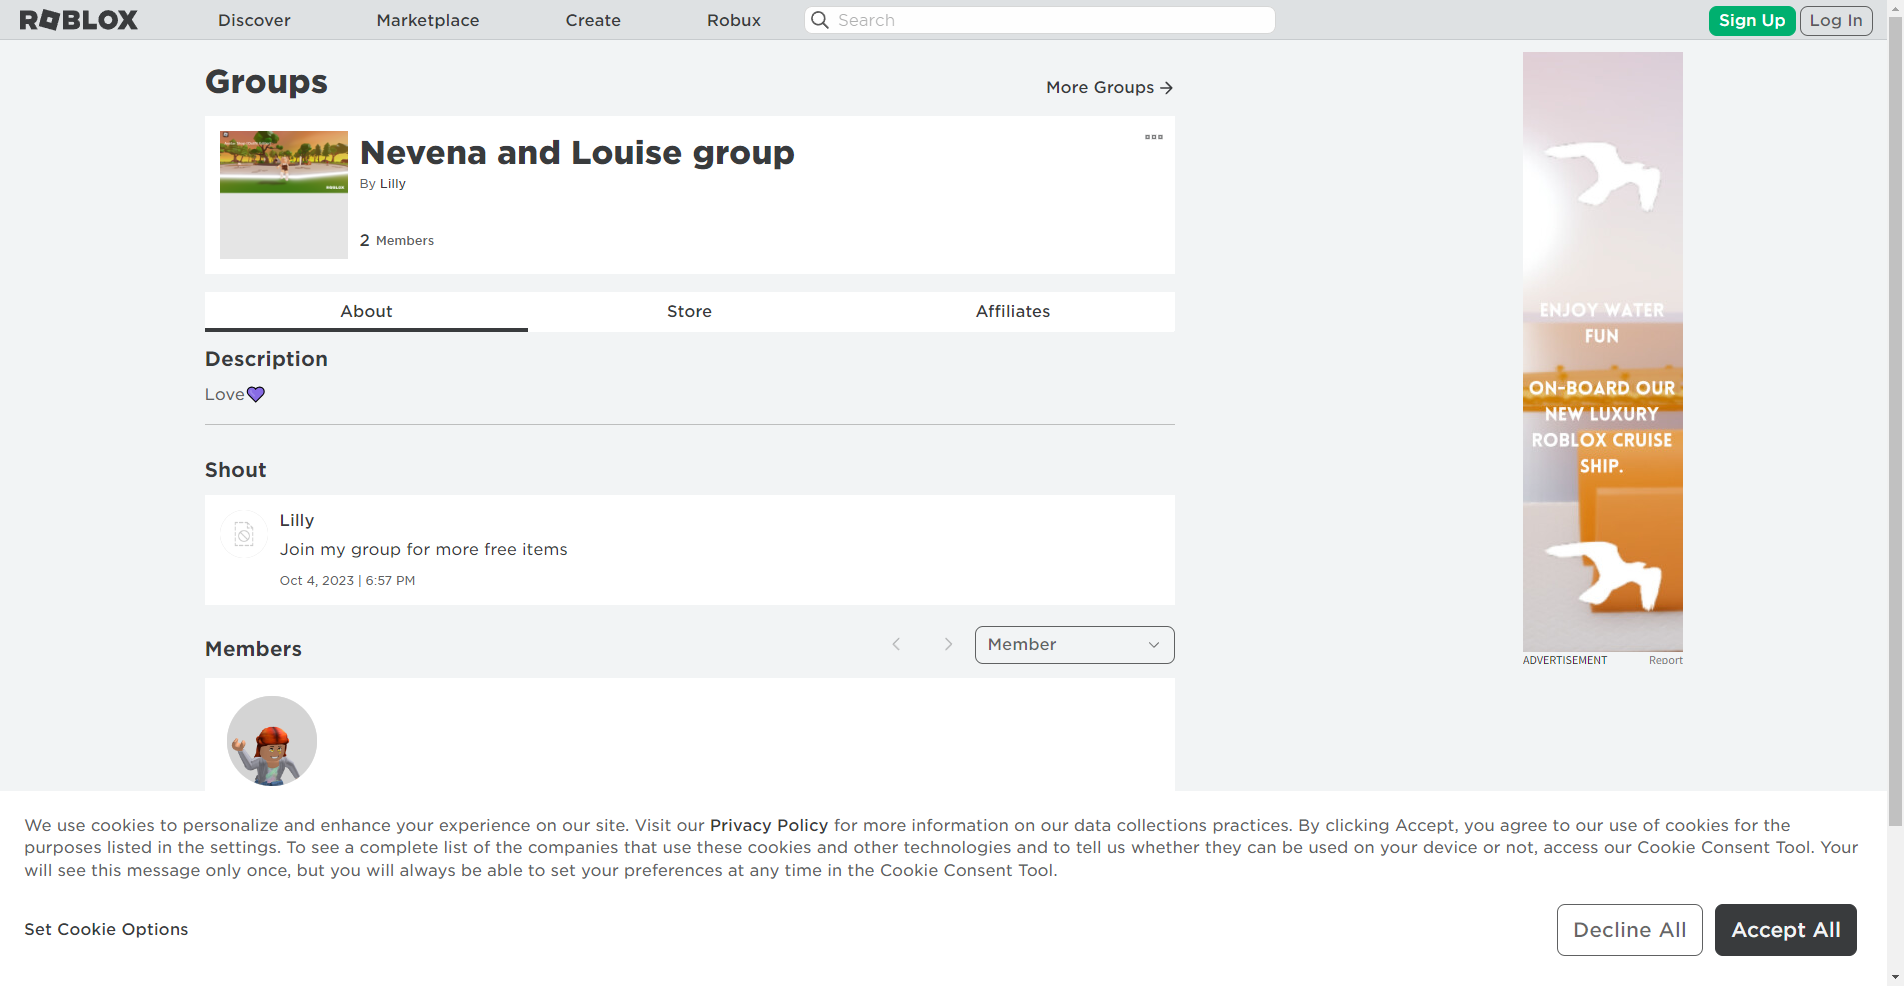 ROBLOX
Discover
Marketplace
Create
Robux
Search
Sign Up
Log In
Groups
More Groups
Nevena and Louise group
By Lilly
2 Members
ROBLOX
About
Store
Affiliates
Description
Love💜
Shout
Lilly
Join my group for more free items
Oct 4, 2023 | 6:57 PM
Members
Member
ENJOY WATER
FUN
ON-BOARD OUR
NEW LUXURY
ROBLOX CRUISE
SHIP.
ADVERTISEMENT
Report
We use cookies to personalize and enhance your experience on our site. Visit our Privacy Policy for more information on our data collections practices. By clicking Accept, you agree to our use of cookies for the
purposes listed in the settings. To see a complete list of the companies that use these cookies and other technologies and to tell us whether they can be used on your device or not, access our Cookie Consent Tool. Your
will see this message only once, but you will always be able to set your preferences at any time in the Cookie Consent Tool.
Set Cookie Options
Decline All
Accept All